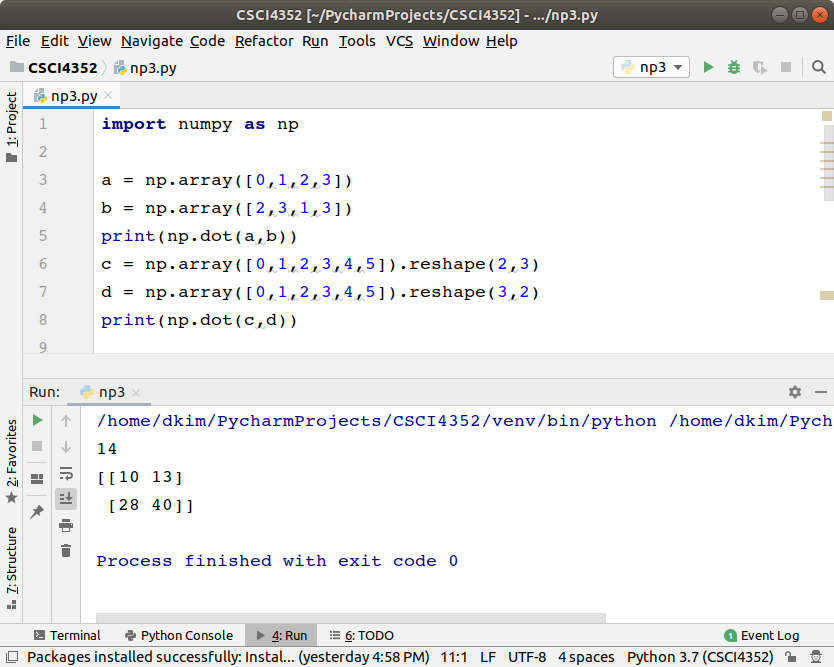 CSCI4352 [~/PycharmProjects/CSCI4352] - .../np3.py
File Edit View Navigate Code Refactor Run Tools VCS Window Help
CSCI4352 np3.py np3
1: Project
np3.py
1 import numpy as np
2
3 a = np.array([0,1,2,3])
4 b = np.array([2,3,1,3])
5 print(np.dot(a,b))
6 c = np.array([0,1,2,3,4,5]).reshape(2,3)
7 d = np.array([0,1,2,3,4,5]).reshape(3,2)
8 print(np.dot(c,d))
9
Run: np3
2: Favorites
7: Structure
/home/dkim/PycharmProjects/CSCI4352/venv/bin/python /home/dkim/Pych
14
[[10 13]
[28 40]]
Process finished with exit code 0
Terminal Python Console 4: Run 6: TODO 1 Event Log
Packages installed successfully: Instal... (yesterday 4:58 PM) 11:1 LF UTF-8 4 spaces Python 3.7 (CSCI4352)